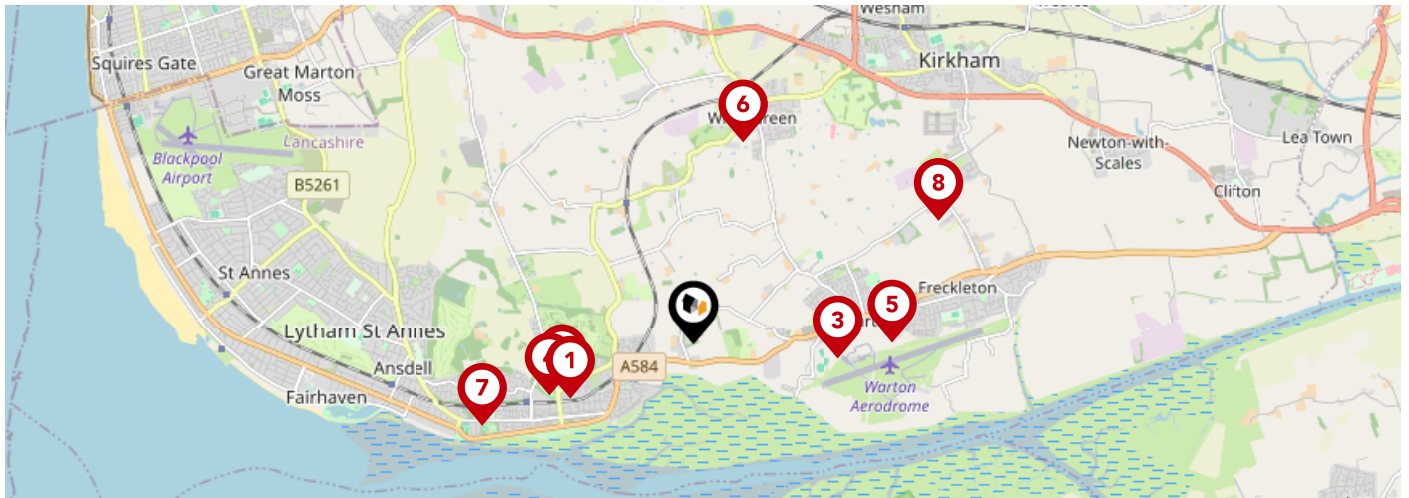 Wesham
Squires Gate
Kirkham
Great Marton
Moss
6
Lancashire
Newton-with-
Scales
Lea Town
Blackpool
Airport
B5261
8
Clifton
St Annes
Freckleton
5
3
Lytham St Annes
1
A584
Ansdell
7
Warton
Aerodrome
Fairhaven